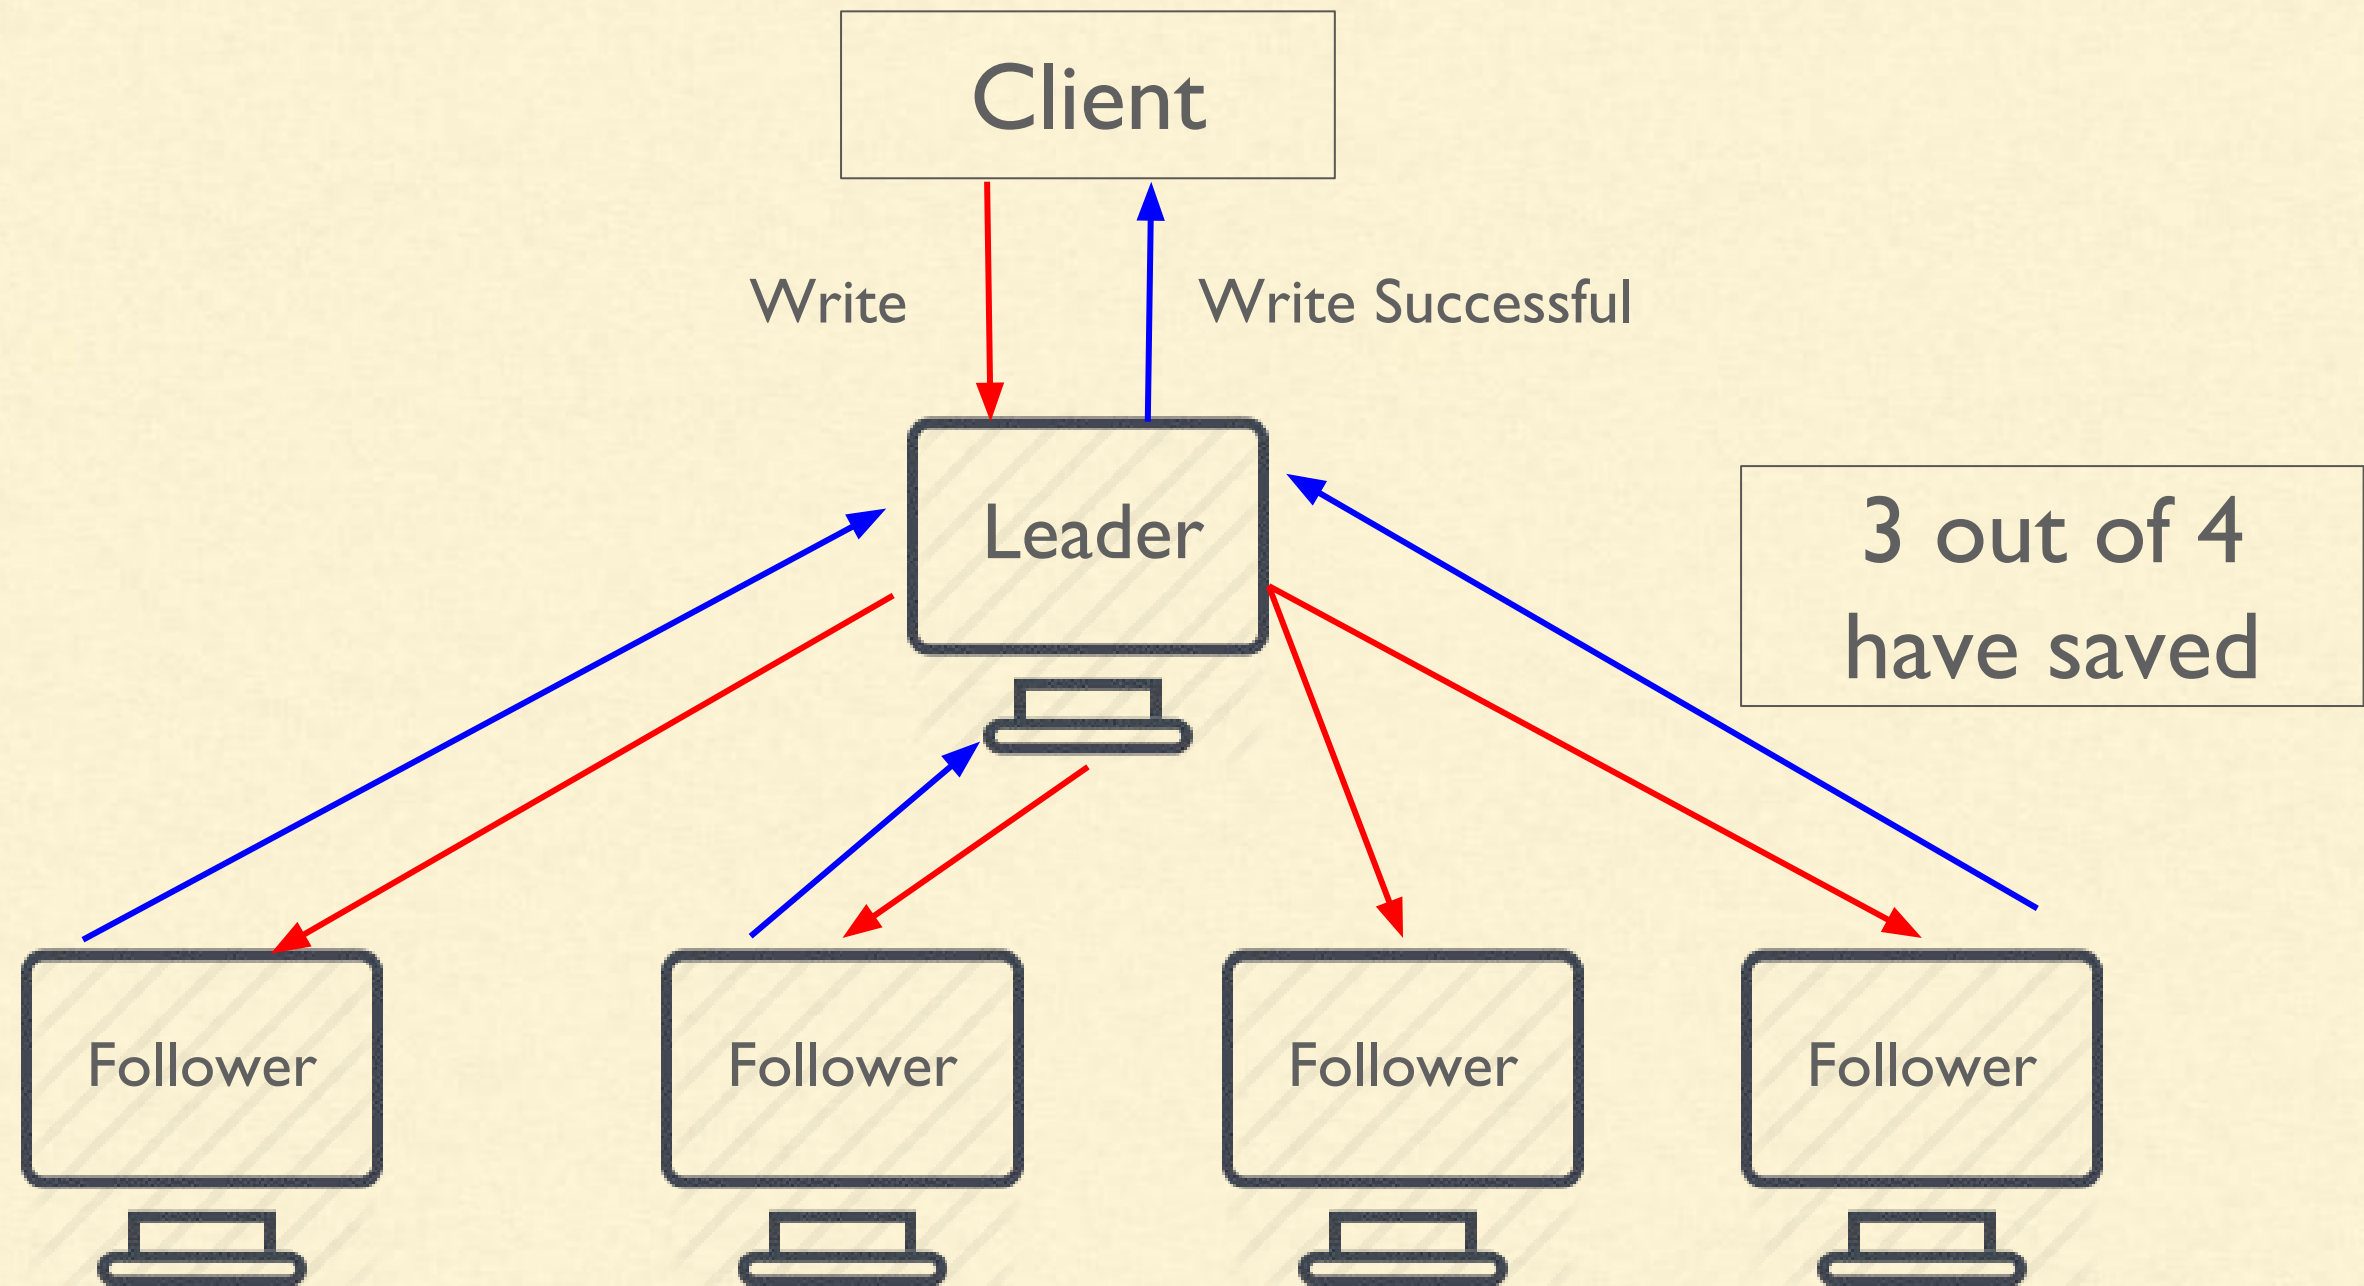 Client
Write
Write Successful
Leader
3 out of 4
have saved
Follower
Follower
Follower
Follower